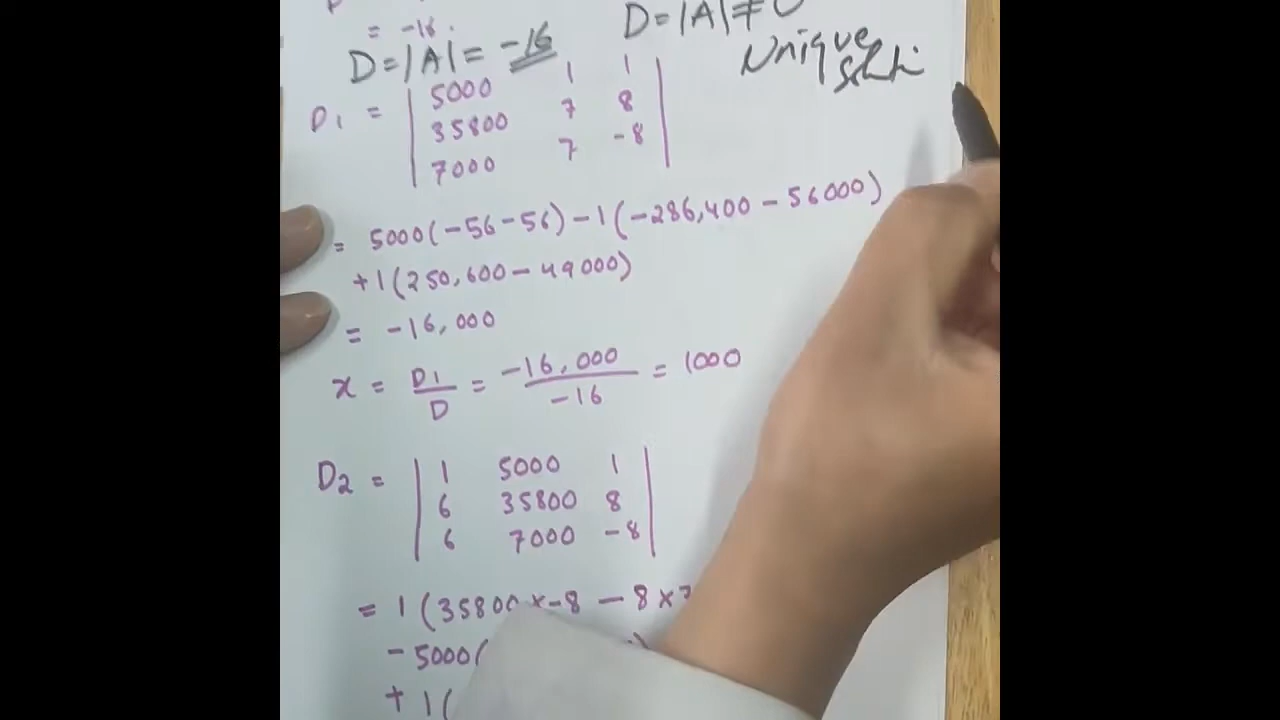 = -16.
D = |A| ≠ 0
D = |A| = -16
Unique
D1 = | 5000 1 1 |
| 35800 7 8 |
| 7000 7 -8 |
= 5000(-56-56) -1(-286,400 - 56000)
+1(250,600 - 49000)
= -16,000
x = D1/D = -16,000/-16 = 1000
D2 = | 1 5000 1 |
| 6 35800 8 |
| 6 7000 -8 |
= 1(35800 x -8 - 8 x
- 5000(
+ 1(